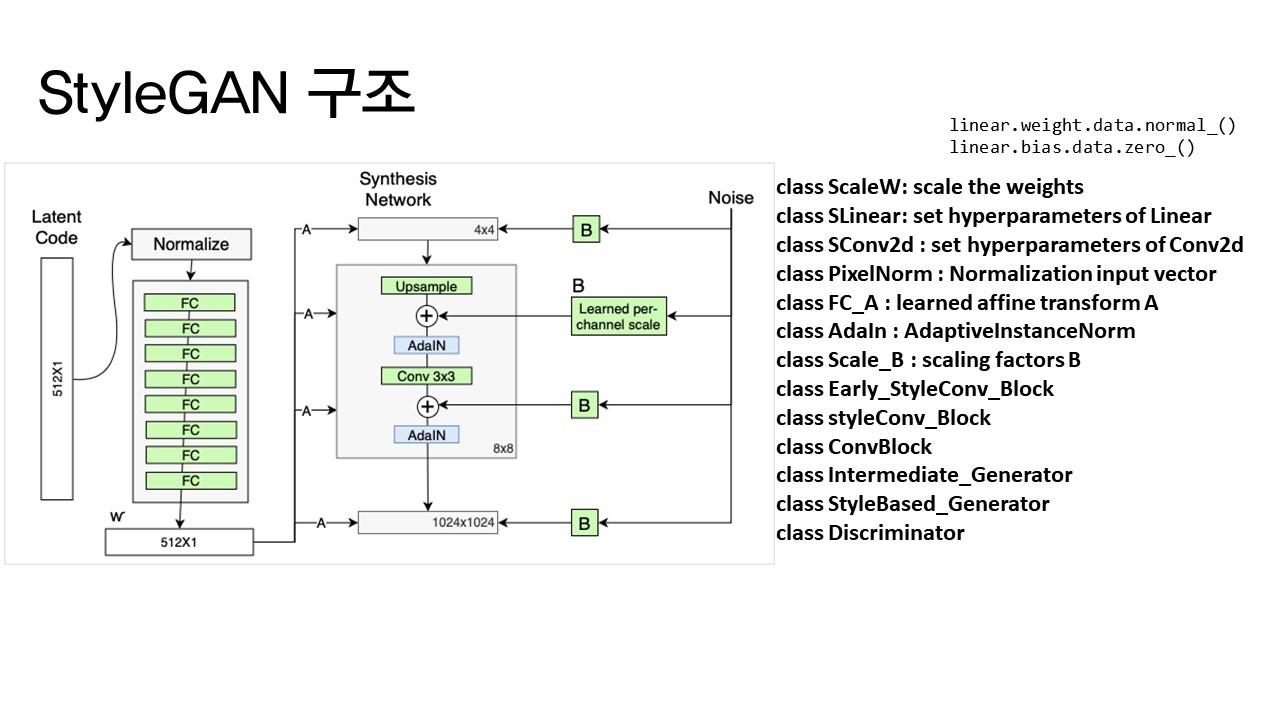 StyleGAN 구조
linear.weight.data.normal_()
linear.bias.data.zero_()
Latent
Code
512X1
Normalize
FC
FC
FC
FC
FC
FC
FC
FC
W
512X1
Synthesis
Network
Noise
A
4x4
B
Upsample
B
Learned per-
channel scale
A
AdaIN
Conv 3x3
A
B
AdaIN
8x8
A
1024x1024
B
class ScaleW: scale the weights
class SLinear: set hyperparameters of Linear
class SConv2d : set hyperparameters of Conv2d
class PixelNorm : Normalization input vector
class FC_A : learned affine transform A
class AdaIn : AdaptiveInstanceNorm
class Scale_B : scaling factors B
class Early_StyleConv_Block
class styleConv_Block
class ConvBlock
class Intermediate_Generator
class StyleBased_Generator
class Discriminator